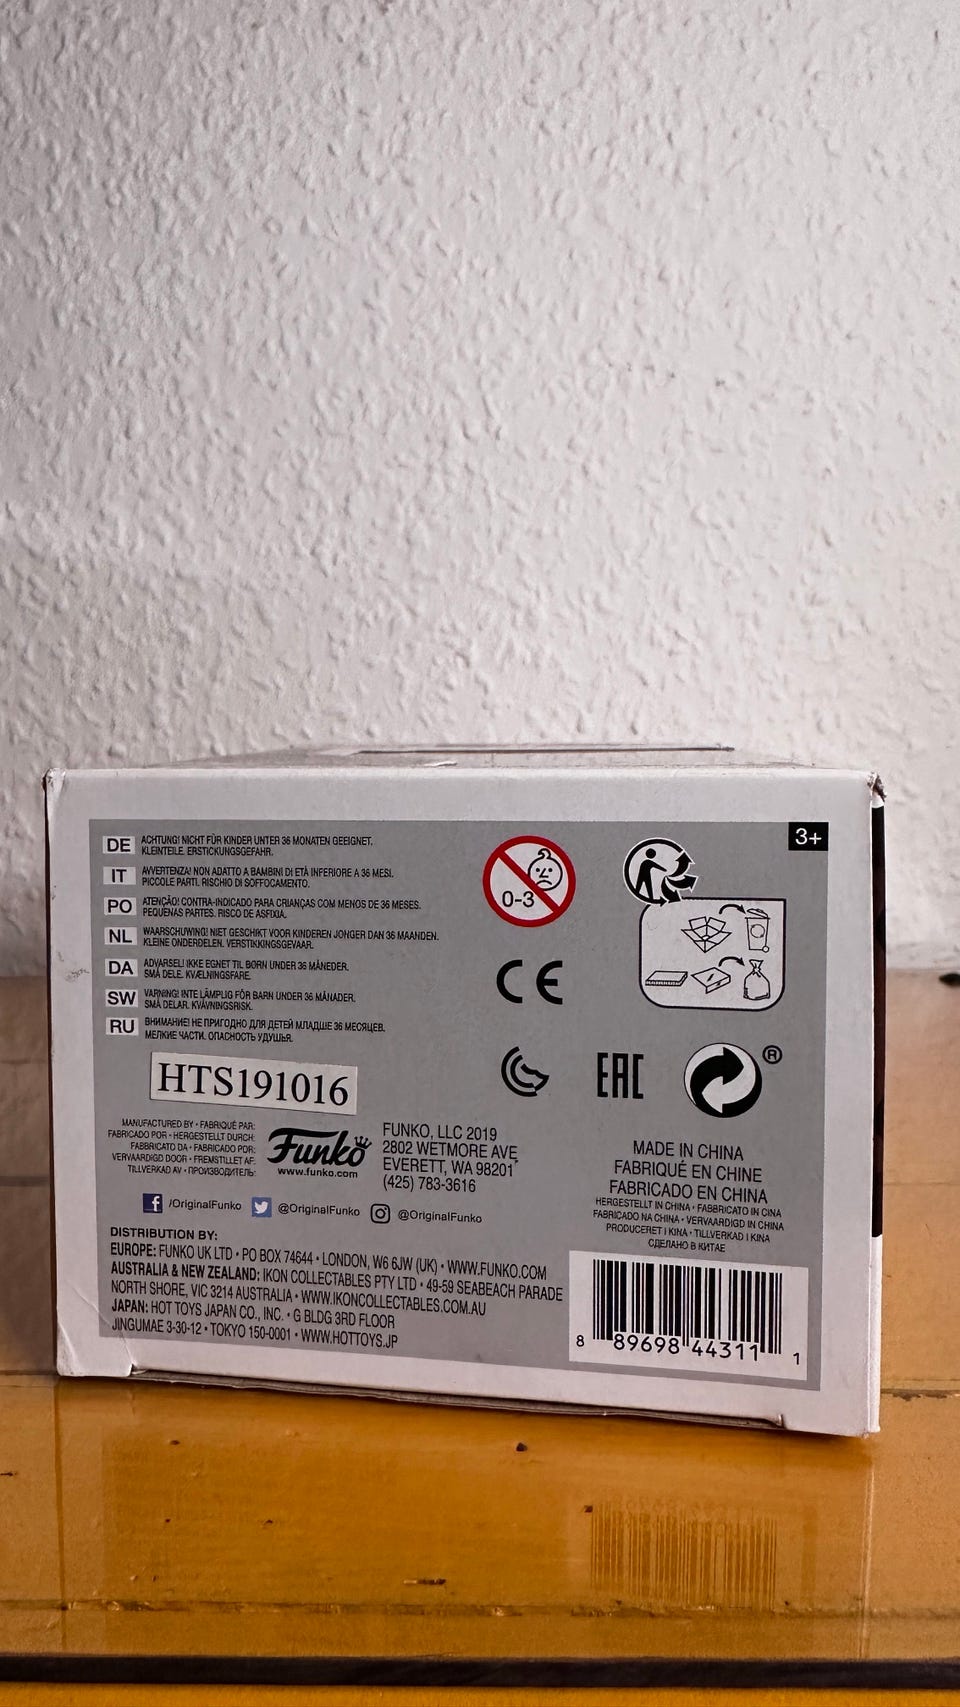 3+
DE ACHTUNG! NICHT FÜR KINDER UNTER 36 MONATEN GEEIGNET.
KLEINTEILE. ERSTICKUNGSGEFAHR.
IT AVVERTENZA! NON ADATTO A BAMBINI DI ETÀ INFERIORE A 36 MESI.
PICCOLE PARTI. RISCHIO DI SOFFOCAMENTO.
PO ATENÇÃO! CONTRA-INDICADO PARA CRIANÇAS COM MENOS DE 36 MESES.
PEQUENAS PARTES. RISCO DE ASFIXIA.
NL WAARSCHUWING! NIET GESCHIKT VOOR KINDEREN JONGER DAN 36 MAANDEN.
KLEINE ONDERDELEN. VERSTIKKINGSGEVAAR.
DA ADVARSEL! IKKE EGNET TIL BØRN UNDER 36 MÅNEDER.
SMÅ DELE. KVÆLNINGSFARE.
SW VARNING! INTE LÄMPLIG FÖR BARN UNDER 36 MÅNADER.
SMÅ DELAR. KVÄVNINGSRISK.
RU ВНИМАНИЕ! НЕ ПРИГОДНО ДЛЯ ДЕТЕЙ МЛАДШЕ 36 МЕСЯЦЕВ.
МЕЛКИЕ ЧАСТИ. ОПАСНОСТЬ УДУШЬЯ.
0-3
CE
EAC
®
HTS191016
MANUFACTURED BY • FABRIQUÉ PAR:
FABRICADO POR • HERGESTELLT DURCH:
FABBRICATO DA • FABRICADO POR:
VERVAARDIGD DOOR • FREMSTILLET AF:
TILLVERKAD AV • ПРОИЗВОДИТЕЛЬ:
Funko
www.funko.com
FUNKO, LLC 2019
2802 WETMORE AVE
EVERETT, WA 98201
(425) 783-3616
/OriginalFunko @OriginalFunko @OriginalFunko
DISTRIBUTION BY:
EUROPE: FUNKO UK LTD • PO BOX 74644 • LONDON, W6 6JW (UK) • WWW.FUNKO.COM
AUSTRALIA & NEW ZEALAND: IKON COLLECTABLES PTY LTD • 49-59 SEABEACH PARADE
NORTH SHORE, VIC 3214 AUSTRALIA • WWW.IKONCOLLECTABLES.COM.AU
JAPAN: HOT TOYS JAPAN CO., INC. • G BLDG 3RD FLOOR
JINGUMAE 3-30-12 • TOKYO 150-0001 • WWW.HOTTOYS.JP
MADE IN CHINA
FABRIQUÉ EN CHINE
FABRICADO EN CHINA
HERGESTELLT IN CHINA • FABBRICATO IN CINA
FABRICADO NA CHINA • VERVAARDIGD IN CHINA
PRODUCERET I KINA • TILLVERKAD I KINA
СДЕЛАНО В КИТАЕ
8 89698 44311 1